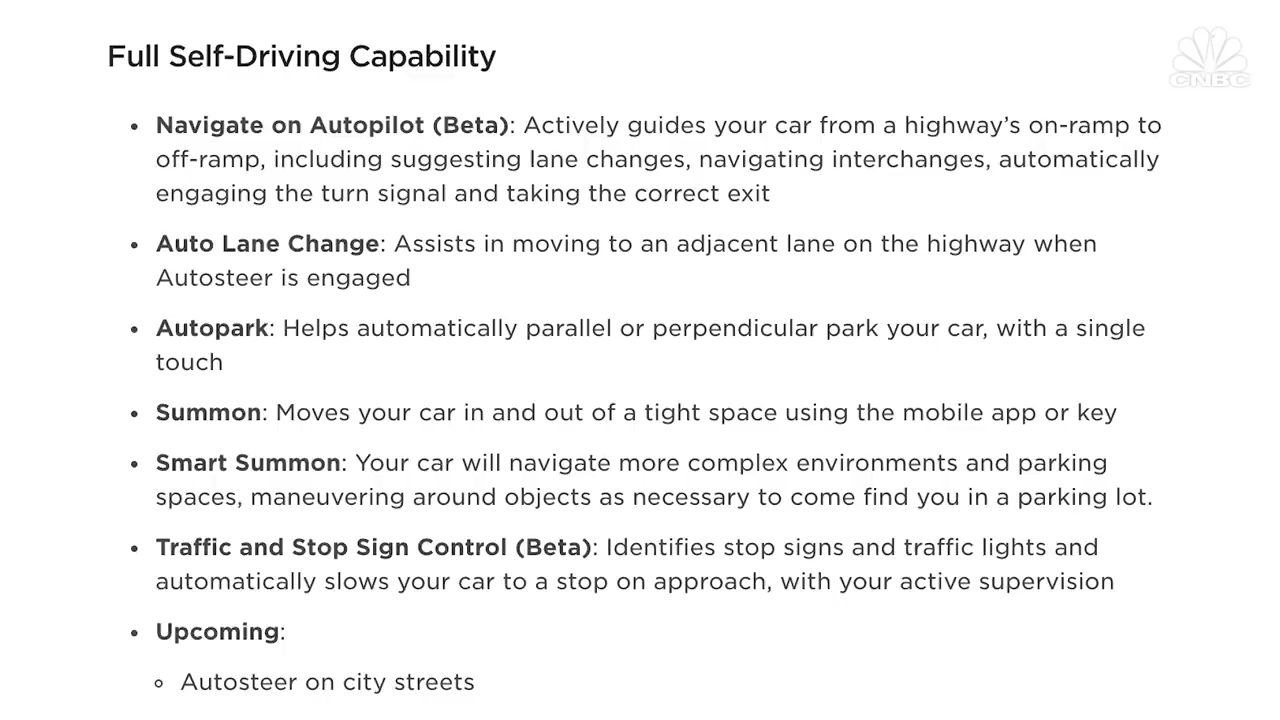 Full Self-Driving Capability
CNBC
• Navigate on Autopilot (Beta): Actively guides your car from a highway’s on-ramp to
off-ramp, including suggesting lane changes, navigating interchanges, automatically
engaging the turn signal and taking the correct exit
• Auto Lane Change: Assists in moving to an adjacent lane on the highway when
Autosteer is engaged
• Autopark: Helps automatically parallel or perpendicular park your car, with a single
touch
• Summon: Moves your car in and out of a tight space using the mobile app or key
• Smart Summon: Your car will navigate more complex environments and parking
spaces, maneuvering around objects as necessary to come find you in a parking lot.
• Traffic and Stop Sign Control (Beta): Identifies stop signs and traffic lights and
automatically slows your car to a stop on approach, with your active supervision
• Upcoming:
◦ Autosteer on city streets